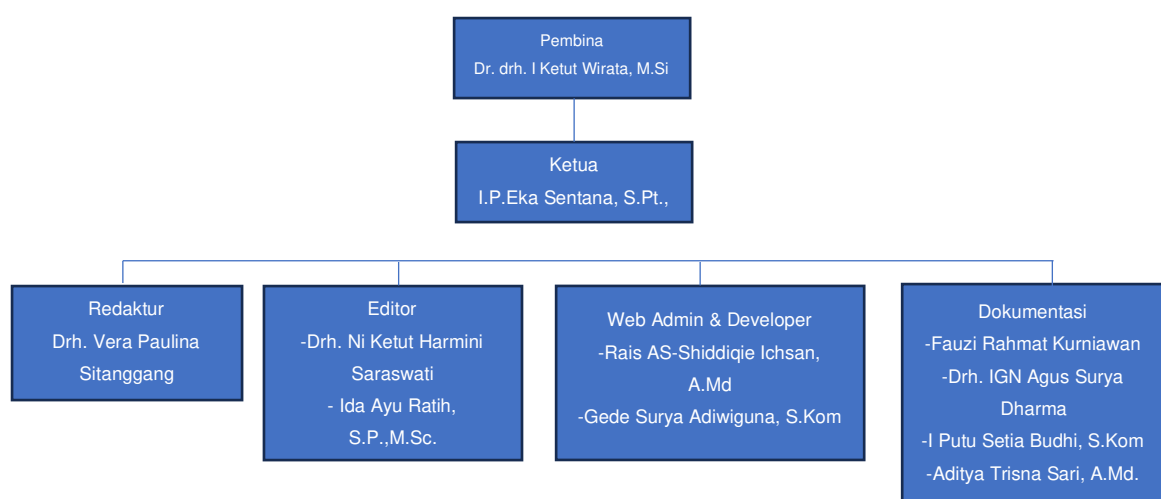 Pembina
Dr. drh. I Ketut Wirata, M.Si
Ketua
I.P.Eka Sentana, S.Pt.,
Redaktur
Drh. Vera Paulina
Sitanggang
Editor
-Drh. Ni Ketut Harmini
Saraswati
- Ida Ayu Ratih,
S.P.,M.Sc.
Web Admin & Developer
-Rais AS-Shiddiqie Ichsan,
A.Md
-Gede Surya Adiwiguna, S.Kom
Dokumentasi
-Fauzi Rahmat Kurniawan
-Drh. IGN Agus Surya
Dharma
-I Putu Setia Budhi, S.Kom
-Aditya Trisna Sari, A.Md.